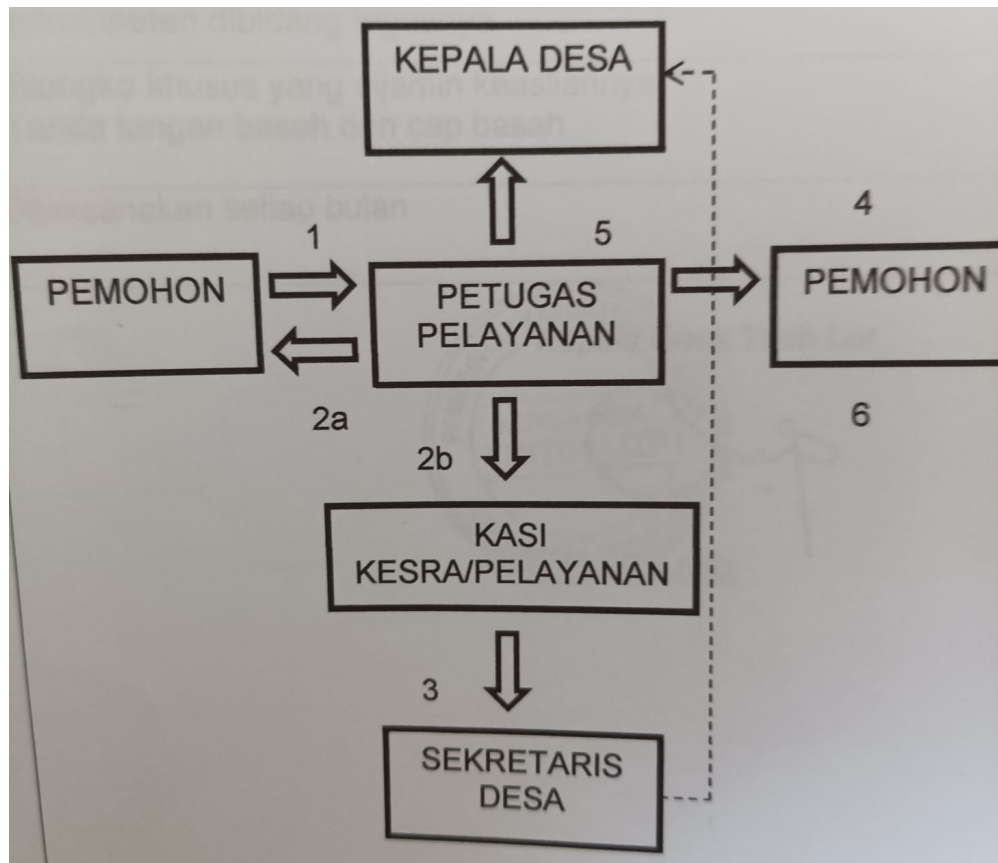 KEPALA DESA
4
1
5
PEMOHON
PETUGAS
PELAYANAN
PEMOHON
2a
6
2b
KASI
KESRA/PELAYANAN
3
SEKRETARIS
DESA